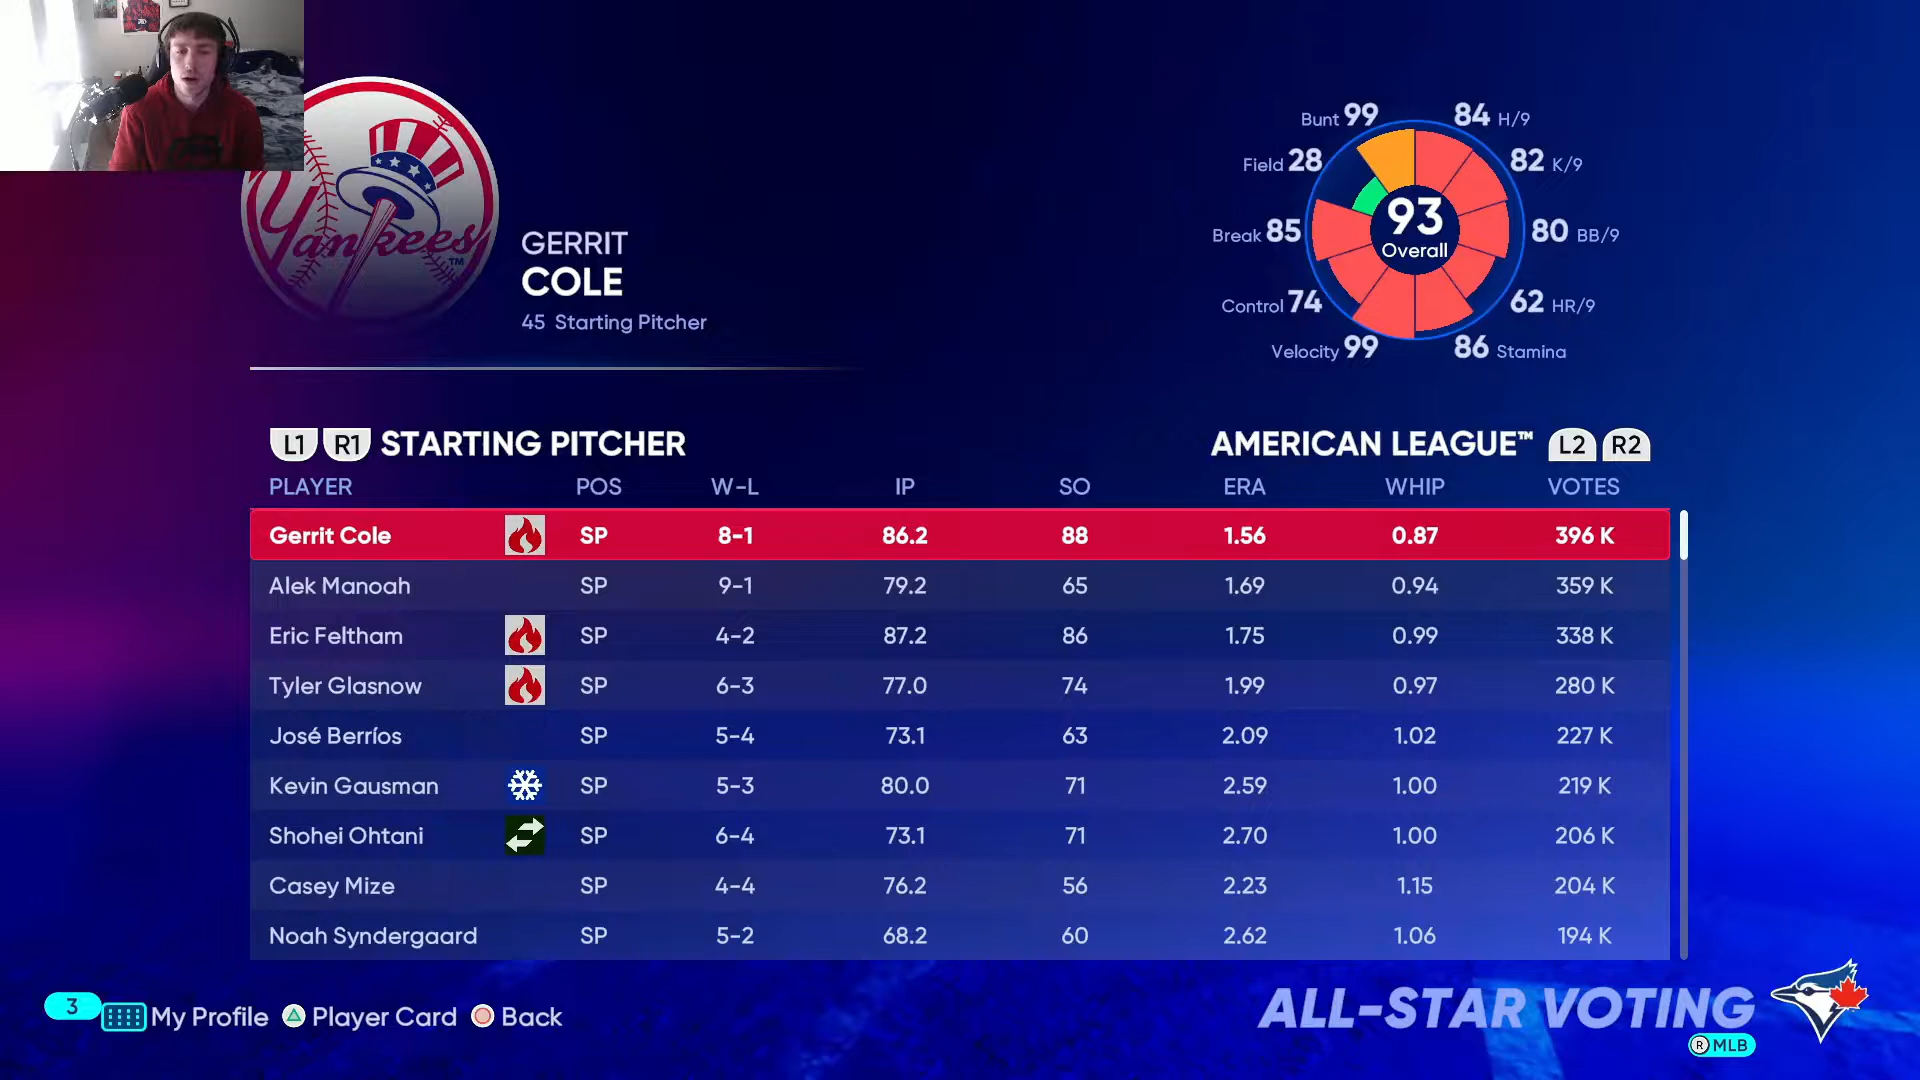 Yankees™
GERRIT
COLE
45 Starting Pitcher
Bunt 99
84 H/9
Field 28
82 K/9
Break 85
80 BB/9
Control 74
62 HR/9
Velocity 99
86 Stamina
93
Overall
L1 R1 STARTING PITCHER
AMERICAN LEAGUE™ L2 R2
PLAYER POS W-L IP SO ERA WHIP VOTES
Gerrit Cole SP 8-1 86.2 88 1.56 0.87 396 K
Alek Manoah SP 9-1 79.2 65 1.69 0.94 359 K
Eric Feltham SP 4-2 87.2 86 1.75 0.99 338 K
Tyler Glasnow SP 6-3 77.0 74 1.99 0.97 280 K
José Berríos SP 5-4 73.1 63 2.09 1.02 227 K
Kevin Gausman SP 5-3 80.0 71 2.59 1.00 219 K
Shohei Ohtani SP 6-4 73.1 71 2.70 1.00 206 K
Casey Mize SP 4-4 76.2 56 2.23 1.15 204 K
Noah Syndergaard SP 5-2 68.2 60 2.62 1.06 194 K
3 My Profile Player Card Back
ALL-STAR VOTING
R MLB